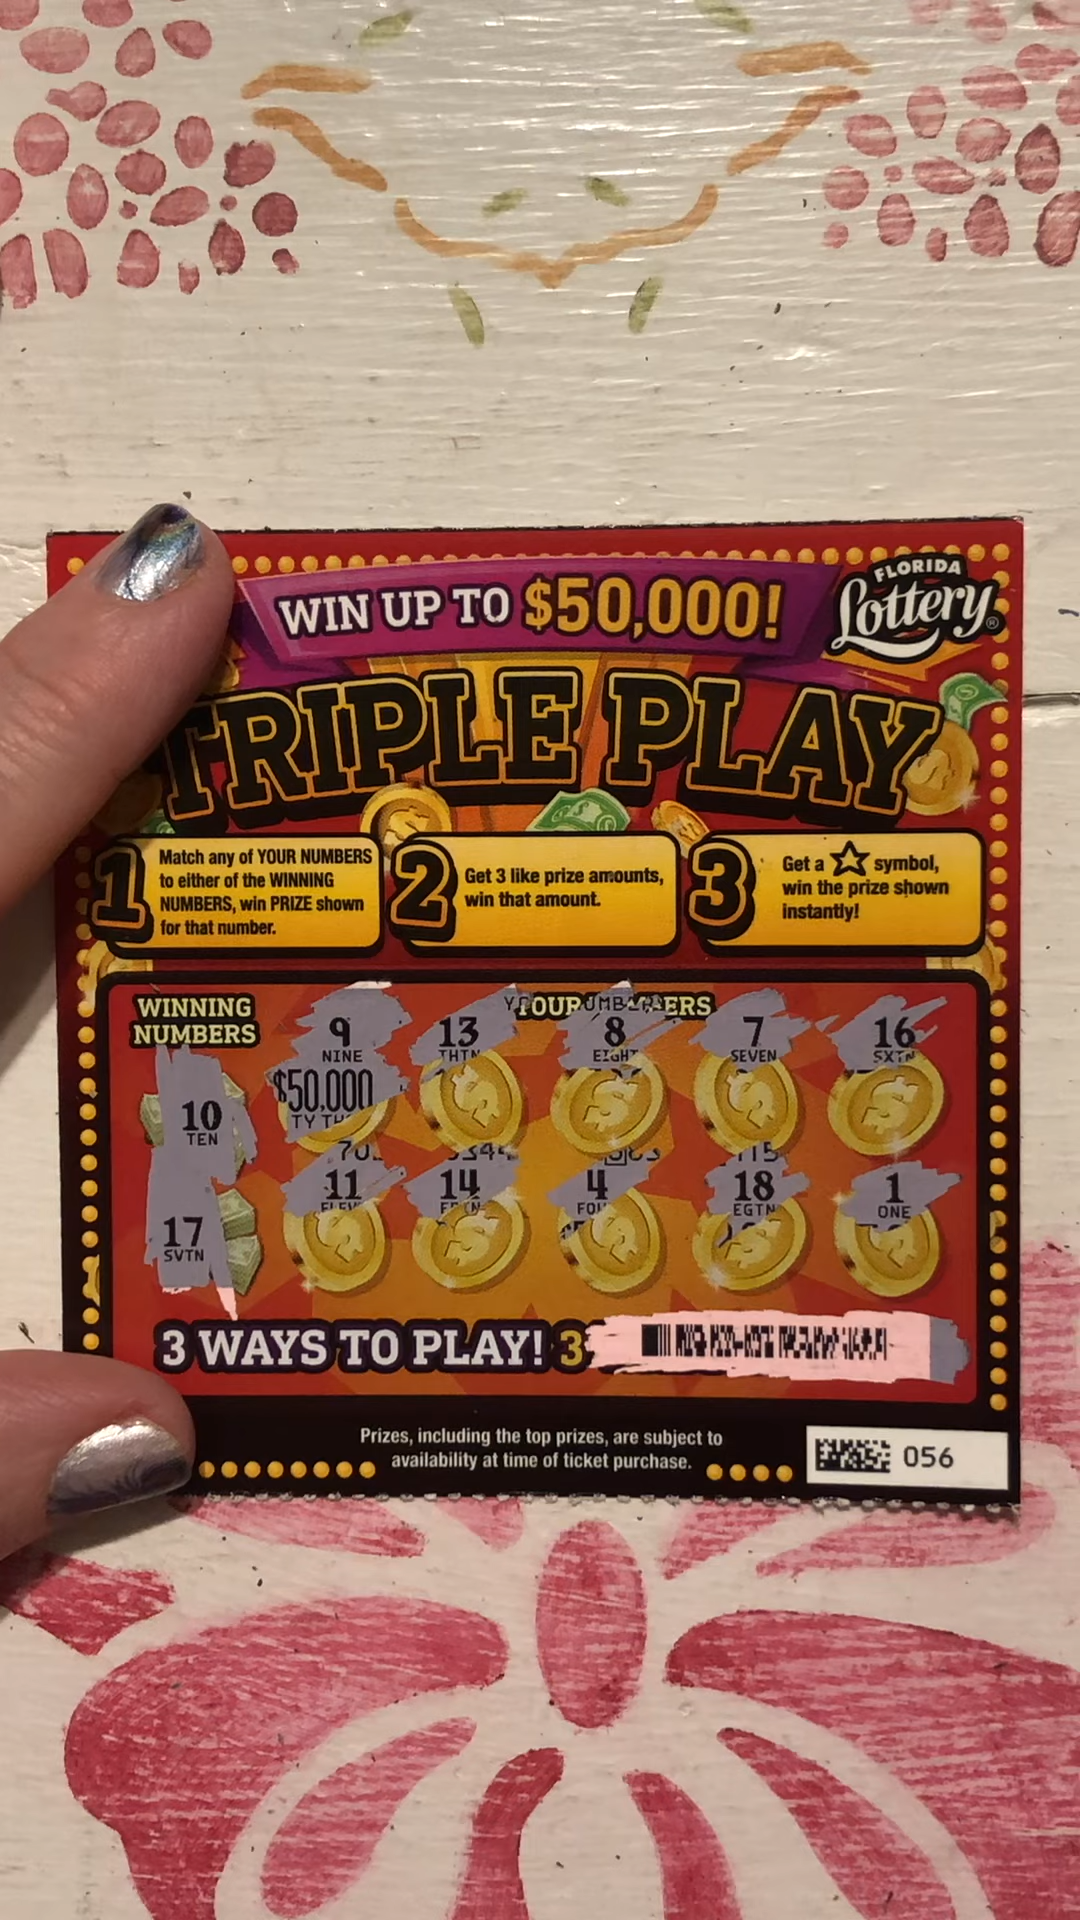 WIN UP TO $50,000!
FLORIDA
Lottery®
TRIPLE PLAY
1
Match any of YOUR NUMBERS
to either of the WINNING
NUMBERS, win PRIZE shown
for that number.
2
Get 3 like prize amounts,
win that amount.
3
Get a ☆ symbol,
win the prize shown
instantly!
WINNING
NUMBERS
10
TEN
17
SVTN
9 13 8 7 16
NINE THTN EIGHT SEVEN SXTN
$50,000
11 14 4 18 1
EGTN ONE
3 WAYS TO PLAY! 3
Prizes, including the top prizes, are subject to
availability at time of ticket purchase.
056